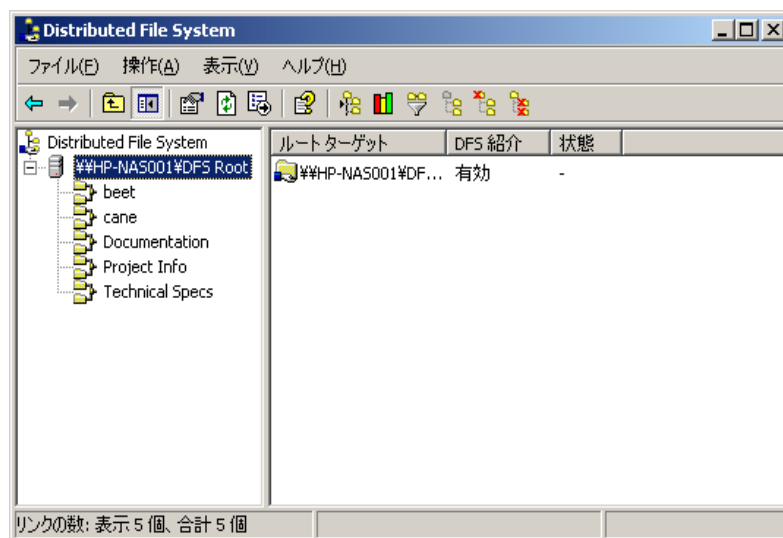 Distributed File System
ファイル(F) 操作(A) 表示(V) ヘルプ(H)
Distributed File System
¥¥HP-NAS001¥DFS Root
beet
cane
Documentation
Project Info
Technical Specs
ルート ターゲット DFS 紹介 状態
¥¥HP-NAS001¥DF... 有効 -
リンクの数: 表示 5 個、合計 5 個